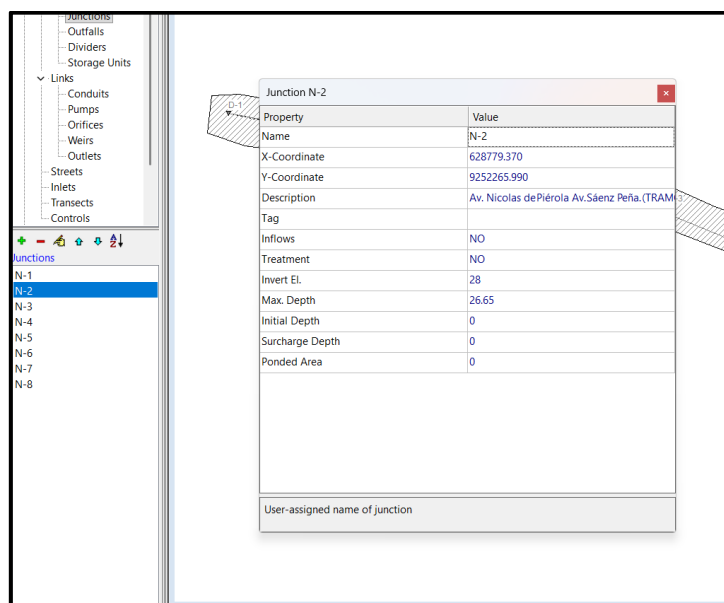 Junctions
Outfalls
Dividers
Storage Units
Links
Conduits
Pumps
Orifices
Weirs
Outlets
Streets
Inlets
Transects
Controls
Junctions
N-1
N-2
N-3
N-4
N-5
N-6
N-7
N-8
D-1
Junction N-2
Property Value
Name N-2
X-Coordinate 628779.370
Y-Coordinate 9252265.990
Description Av. Nicolas dePiérola Av.Sáenz Peña.(TRAM
Tag
Inflows NO
Treatment NO
Invert El. 28
Max. Depth 26.65
Initial Depth 0
Surcharge Depth 0
Ponded Area 0
User-assigned name of junction